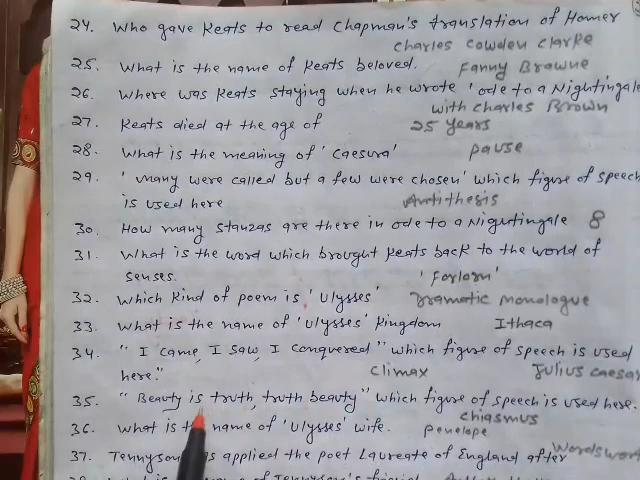 24. Who gave Keats to read Chapman's translation of Homer
Charles Cowden Clarke
25. What is the name of Keats beloved. Fanny Browne
26. Where was Keats staying when he wrote 'ode to a Nightingale
with Charles Brown
27. Keats died at the age of 25 years
28. What is the meaning of 'Caesura' pause
29. 'many were called but a few were chosen' which figure of speech
is used here Antithesis
30. How many stanzas are there in ode to a Nightingale 8
31. What is the word which brought Keats back to the world of
senses. 'Forlorn'
32. Which kind of poem is 'Ulysses' Dramatic monologue
33. What is the name of 'Ulysses' kingdom Ithaca
34. "I came, I saw, I conquered" which figure of speech is used
here." Climax Julius caesar
35. "Beauty is truth, truth beauty" which figure of speech is used here.
Chiasmus
36. What is the name of 'Ulysses' wife. Penelope
37. Tennyson was applied the poet Laureate of England after Wordswort